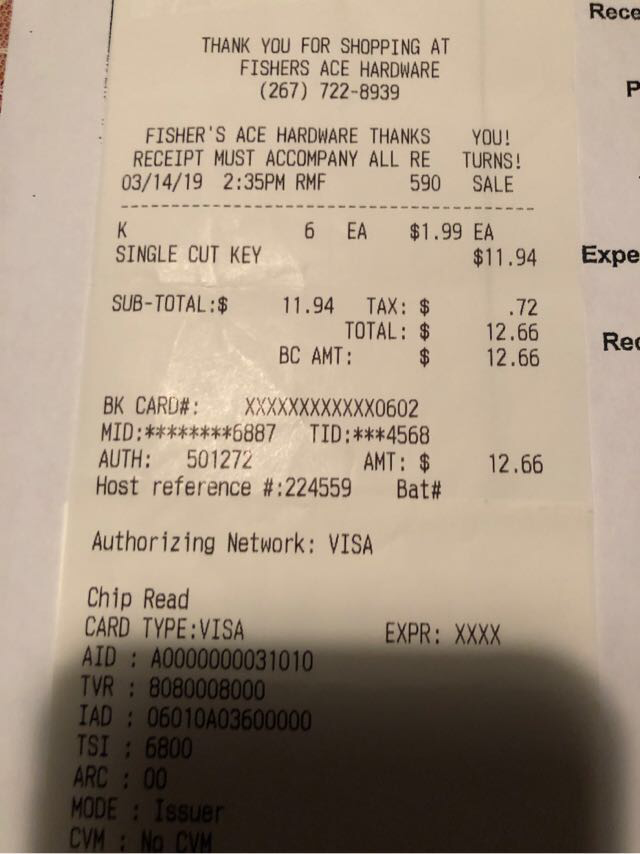 Rece
THANK YOU FOR SHOPPING AT
FISHERS ACE HARDWARE
(267) 722-8939
P
FISHER'S ACE HARDWARE THANKS YOU!
RECEIPT MUST ACCOMPANY ALL RE TURNS!
03/14/19 2:35PM RMF 590 SALE
----------------------------------------
K 6 EA $1.99 EA
SINGLE CUT KEY $11.94
Expe
SUB-TOTAL:$ 11.94 TAX: $ .72
TOTAL: $ 12.66
Rec
BC AMT: $ 12.66
BK CARD#: XXXXXXXXXXXX0602
MID:********6887 TID:***4568
AUTH: 501272 AMT: $ 12.66
Host reference #:224559 Bat#
Authorizing Network: VISA
Chip Read
CARD TYPE:VISA EXPR: XXXX
AID : A0000000031010
TVR : 8080008000
IAD : 06010A03600000
TSI : 6800
ARC : 00
MODE : Issuer
CVM : No CVM